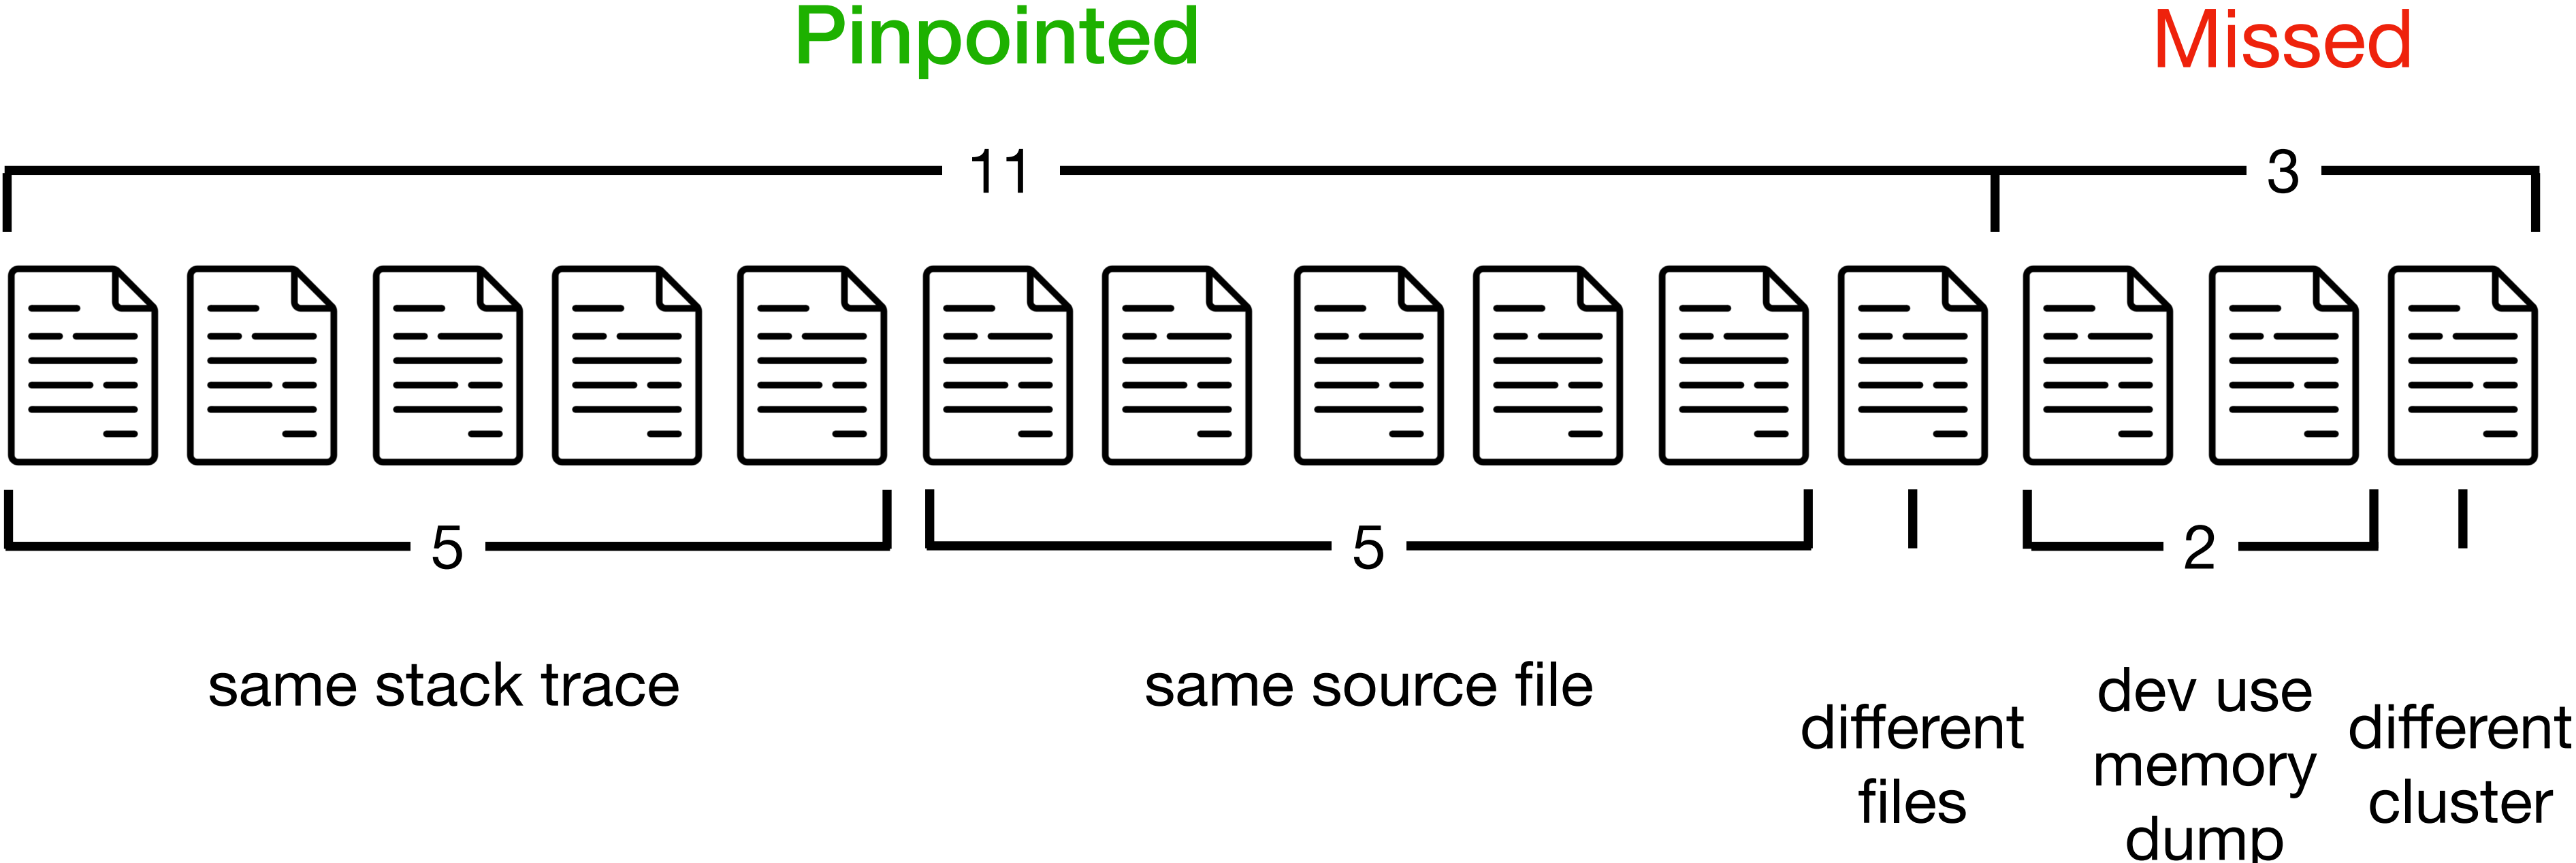 Pinpointed
Missed
11
3
5
5
2
same stack trace
same source file
different
files
dev use
memory
dump
different
cluster